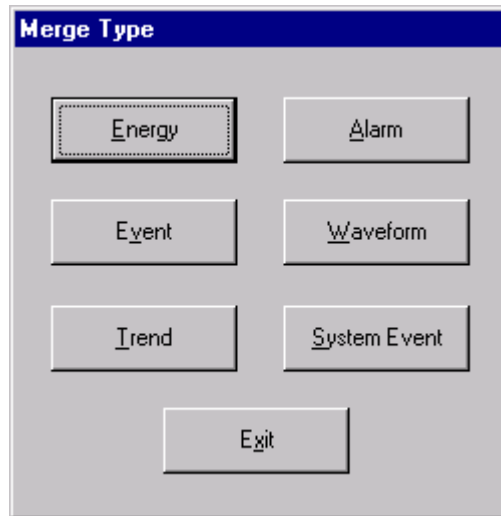 Merge Type
Energy
Alarm
Event
Waveform
Trend
System Event
Exit